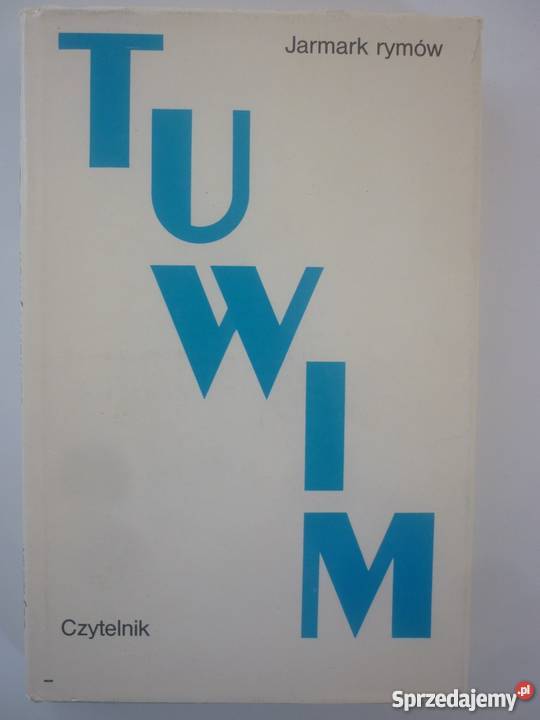 Jarmark rymów
TUWIM
Czytelnik
Sprzedajemy.pl